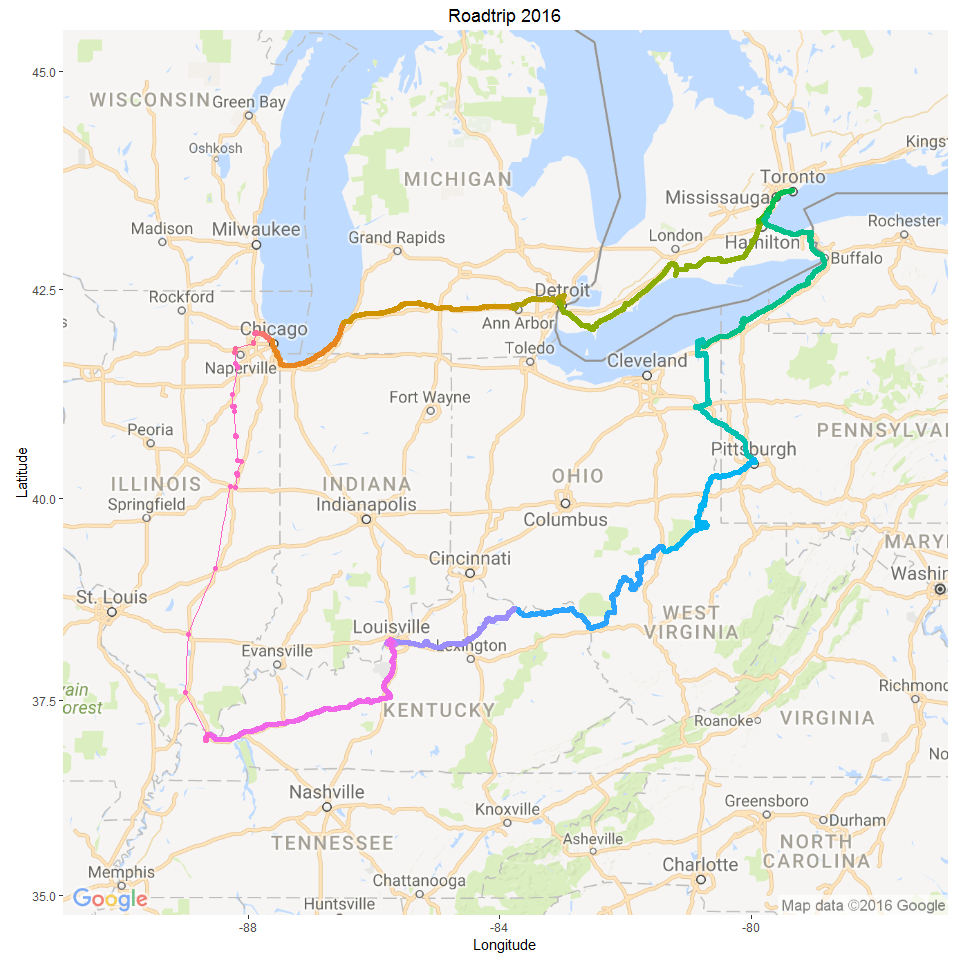 Roadtrip 2016
45.0
WISCONSIN
Green Bay
Oshkosh
Kingst
MICHIGAN
Toronto
Mississauga
Madison
Milwaukee
Grand Rapids
London
Hamilton
Rochester
Buffalo
42.5
Rockford
Detroit
Chicago
Ann Arbor
Naperville
Toledo
Cleveland
Fort Wayne
Peoria
Pittsburgh
PENNSYLVAN
Latitude
ILLINOIS
INDIANA
OHIO
40.0
Springfield
Indianapolis
Columbus
MARY
Cincinnati
Washin
St. Louis
WEST
VIRGINIA
Louisville
Lexington
Evansville
37.5
KENTUCKY
Richmond
Roanoke
VIRGINIA
No
Nashville
Greensboro
Knoxville
Durham
TENNESSEE
Asheville
NORTH
CAROLINA
Charlotte
Memphis
Chattanooga
35.0
Google
Huntsville
Map data ©2016 Google
-88
-84
-80
Longitude